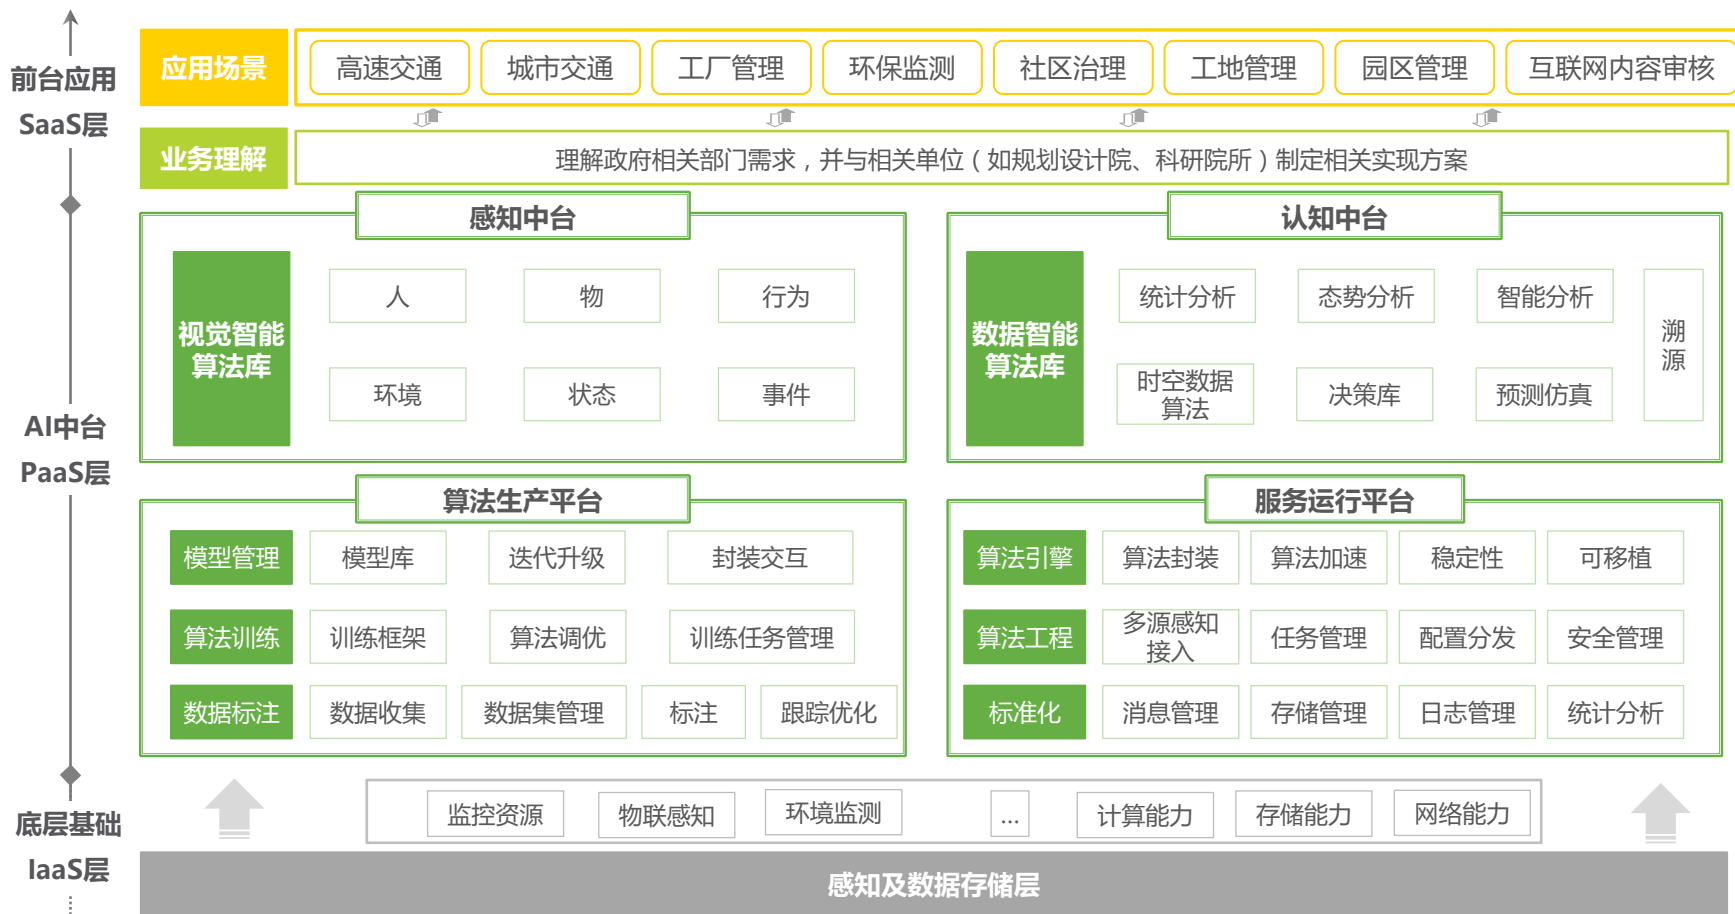 前台应用
SaaS层
应用场景
高速交通
城市交通
工厂管理
环保监测
社区治理
工地管理
园区管理
互联网内容审核
业务理解
理解政府相关部门需求，并与相关单位（如规划设计院、科研院所）制定相关实现方案
AI中台
PaaS层
感知中台
视觉智能
算法库
人
物
行为
环境
状态
事件
认知中台
数据智能
算法库
统计分析
态势分析
智能分析
时空数据
算法
决策库
预测仿真
溯
源
算法生产平台
模型管理
模型库
迭代升级
封装交互
算法训练
训练框架
算法调优
训练任务管理
数据标注
数据收集
数据集管理
标注
跟踪优化
服务运行平台
算法引擎
算法封装
算法加速
稳定性
可移植
算法工程
多源感知
接入
任务管理
配置分发
安全管理
标准化
消息管理
存储管理
日志管理
统计分析
底层基础
IaaS层
监控资源
物联感知
环境监测
...
计算能力
存储能力
网络能力
感知及数据存储层